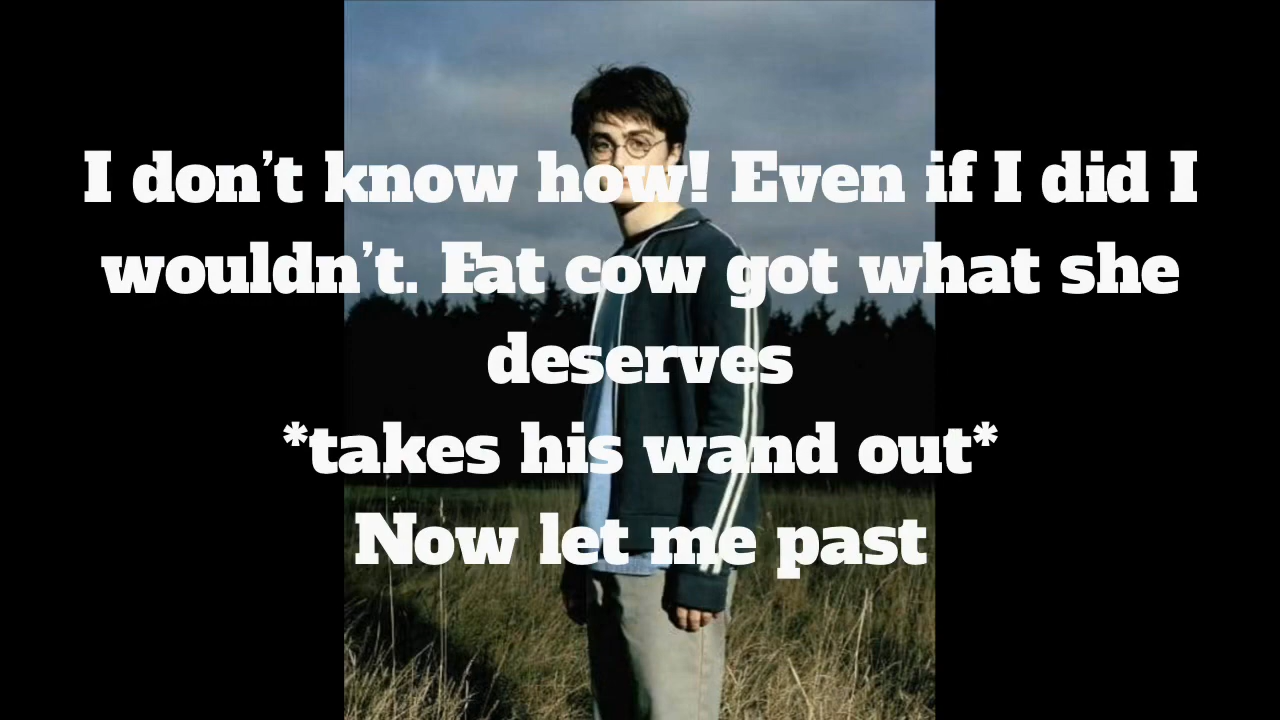 I don't know how! Even if I did I
wouldn't. Fat cow got what she
deserves
*takes his wand out*
Now let me past